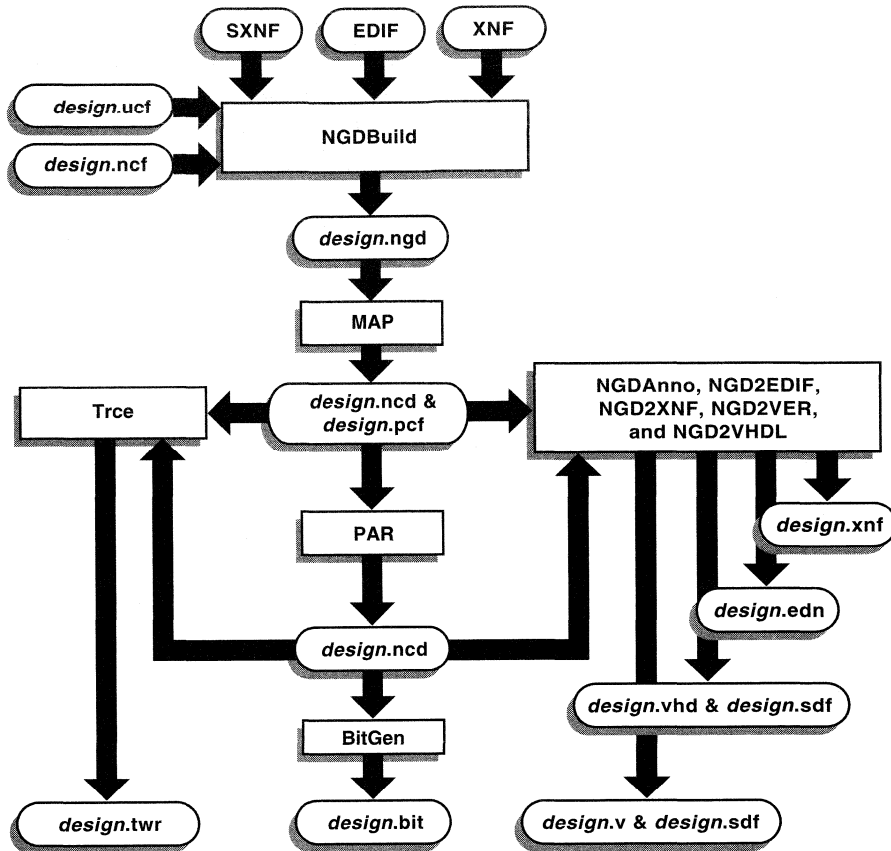 SXNF
EDIF
XNF
design.ucf
NGDBuild
design.ncf
design.ngd
MAP
Trce
design.ncd &
design.pcf
NGDAnno, NGD2EDIF,
NGD2XNF, NGD2VER,
and NGD2VHDL
PAR
design.xnf
design.edn
design.ncd
design.vhd & design.sdf
BitGen
design.twr
design.bit
design.v & design.sdf